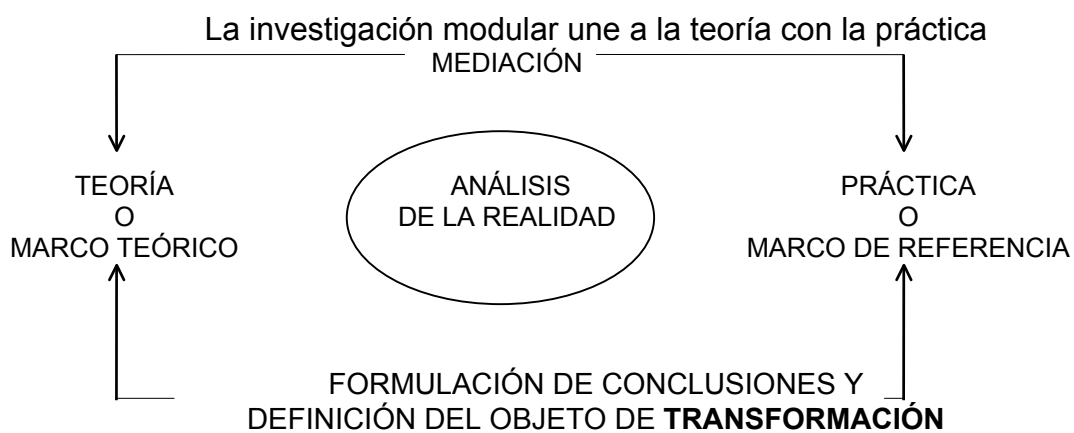 La investigación modular une a la teoría con la práctica
MEDIACIÓN
TEORÍA
O
MARCO TEÓRICO
ANÁLISIS
DE LA REALIDAD
PRÁCTICA
O
MARCO DE REFERENCIA
FORMULACIÓN DE CONCLUSIONES Y
DEFINICIÓN DEL OBJETO DE TRANSFORMACIÓN